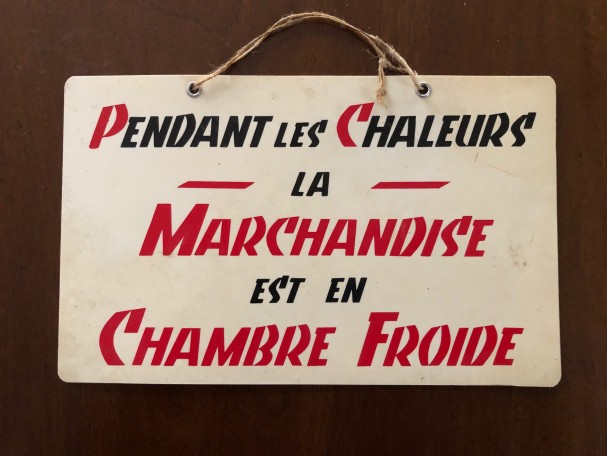 PENDANT LES CHALEURS
LA
MARCHANDISE
EST EN
CHAMBRE FROIDE